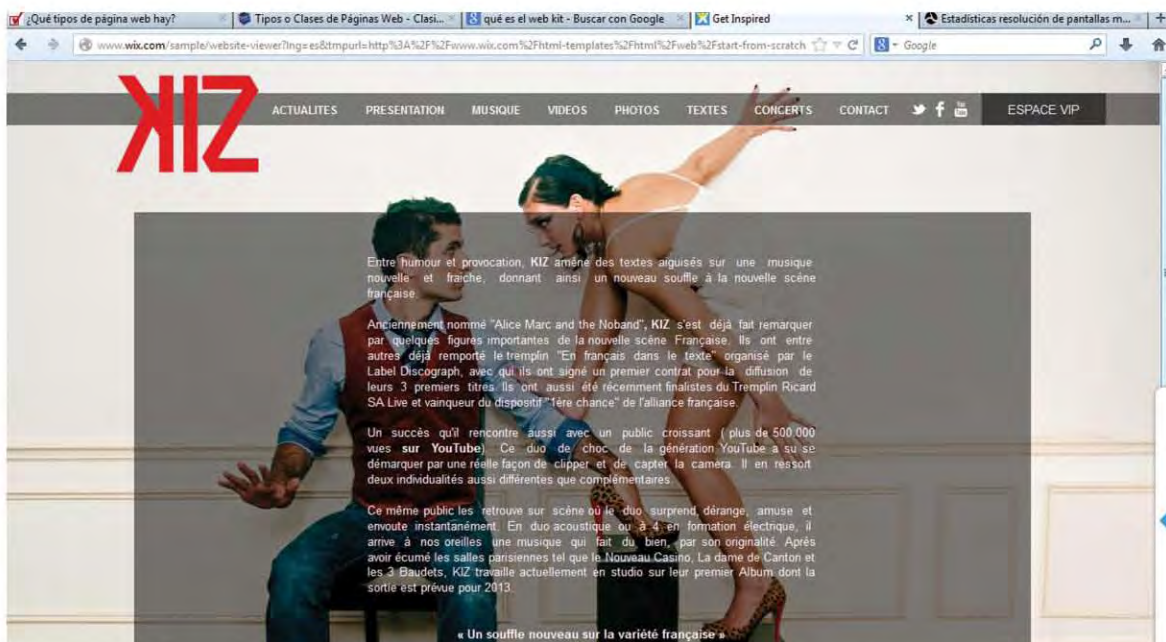 ¿Qué tipos de página web hay?
Tipos o Clases de Páginas Web - Clasi...
qué es el web kit - Buscar con Google
Get Inspired
Estadísticas resolución de pantallas m...
www.wix.com/sample/website-viewer?lng=es&tmpurl=http%3A%2F%2Fwww.wix.com%2Fhtml-templates%2Fhtml%2Fweb%2Fstart-from-scratch
Google
KIZ
ACTUALITES PRESENTATION MUSIQUE VIDEOS PHOTOS TEXTES CONCERTS CONTACT ESPACE VIP
Entre humour et provocation, KIZ amène des textes aiguisés sur une musique
nouvelle et fraiche, donnant ainsi un nouveau souffle à la nouvelle scène
française.
Anciennement nommé "Alice Marc and the Noband", KIZ s'est déjà fait remarquer
par quelques figures importantes de la nouvelle scène Française. Ils ont entre
autres déjà remporté le tremplin "En français dans le texte" organisé par le
Label Discograph, avec qui ils ont signé un premier contrat pour la diffusion de
leurs 3 premiers titres. Ils ont aussi été récemment finalistes du Tremplin Ricard
SA Live et vainqueur du dispositif "1ère chance" de l'alliance française.
Un succès qu'il rencontre aussi avec un public croissant ( plus de 500 000
vues sur YouTube). Ce duo de choc de la génération YouTube a su se
démarquer par une réelle façon de clipper et de capter la camera. Il en ressort
deux individualités aussi différentes que complémentaires.
Ce même public les retrouve sur scène où le duo surprend, dérange, amuse et
envoute instantanément. En duo acoustique ou à 4 en formation électrique, il
arrive à nos oreilles une musique qui fait du bien, par son originalité. Après
avoir écumé les salles parisiennes tel que le Nouveau Casino, La dame de Canton et
les 3 Baudets, KIZ travaille actuellement en studio sur leur premier Album dont la
sortie est prévue pour 2013.
« Un souffle nouveau sur la variété française »